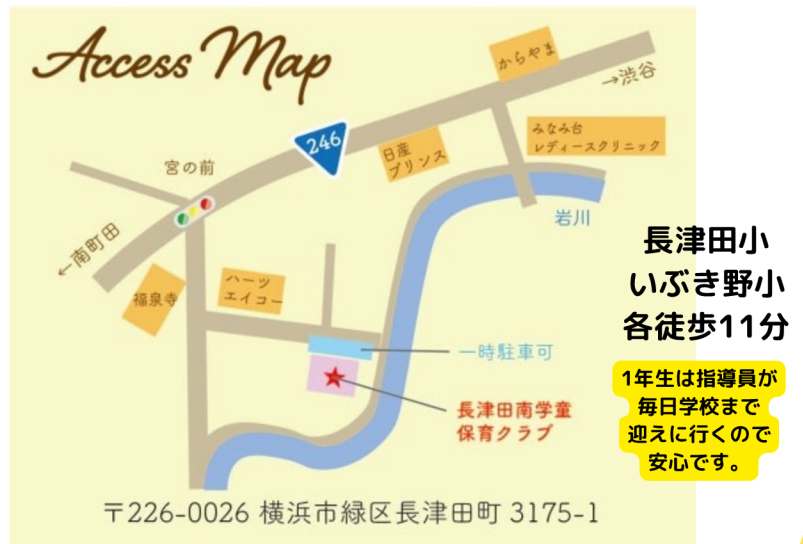 Access Map
からやま
→渋谷
246
みなみ台
レディースクリニック
日産
プリンス
宮の前
岩川
←南町田
福泉寺
ハーツ
エイコー
一時駐車可
長津田南学童
保育クラブ
〒226-0026 横浜市緑区長津田町 3175-1
長津田小
いぶき野小
各徒歩11分
1年生は指導員が
毎日学校まで
迎えに行くので
安心です。